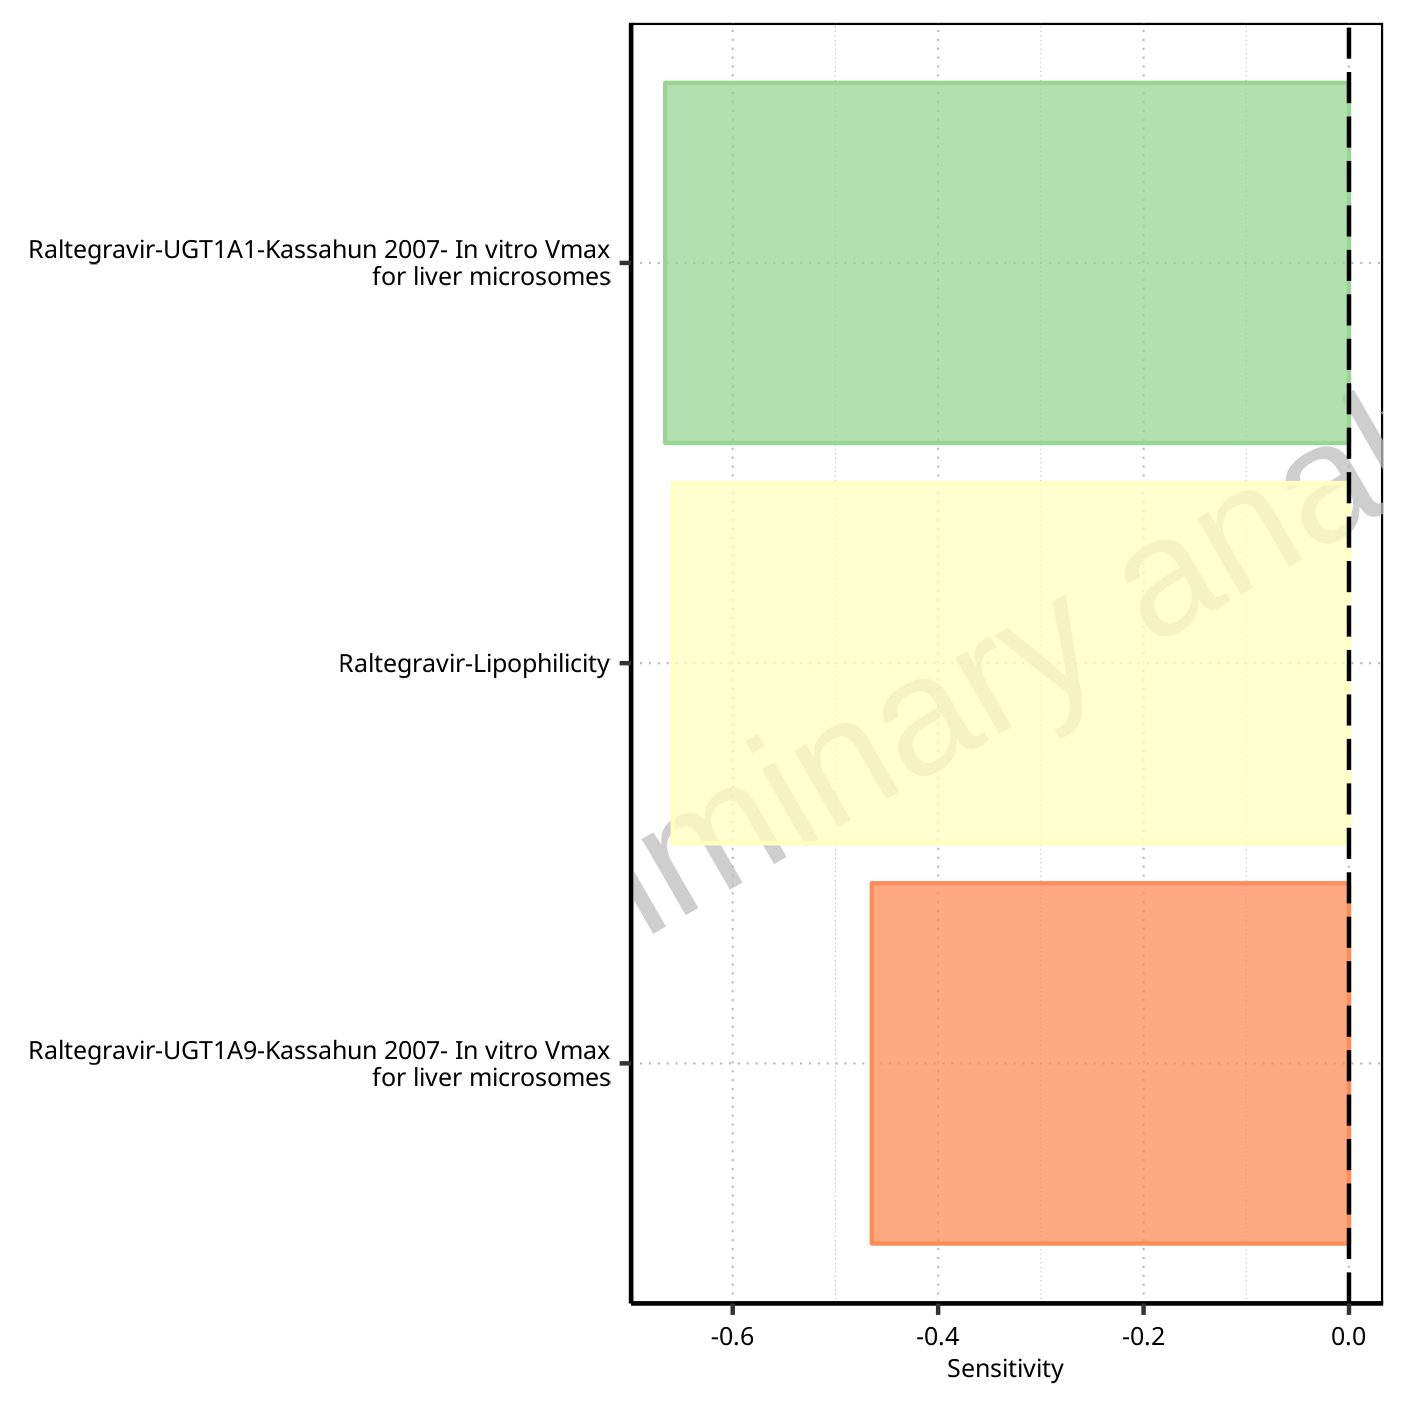 Raltegravir-UGT1A1-Kassahun 2007- In vitro Vmax
for liver microsomes
Raltegravir-Lipophilicity
Raltegravir-UGT1A9-Kassahun 2007- In vitro Vmax
for liver microsomes
-0.6 -0.4 -0.2 0.0
Sensitivity